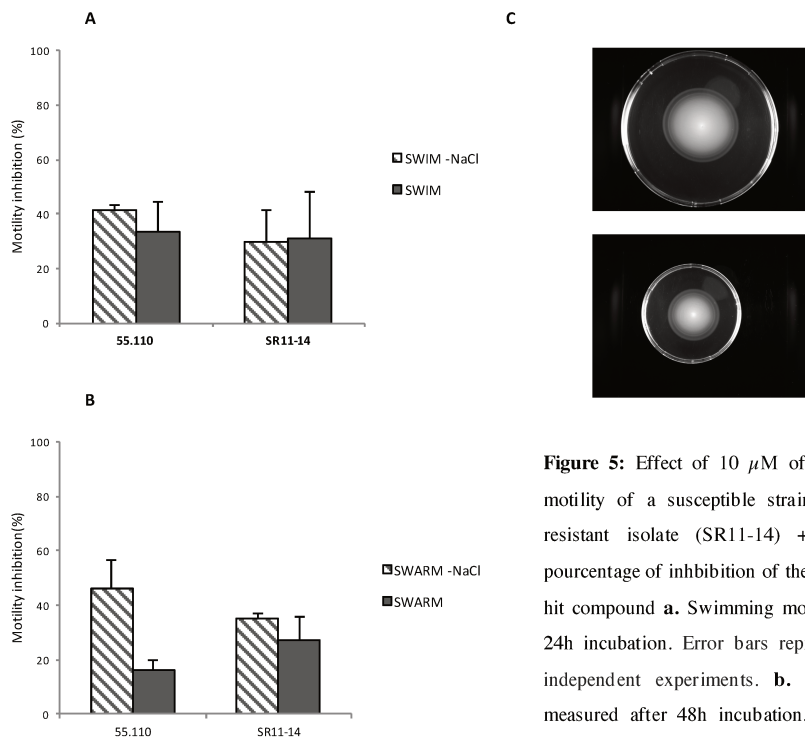 A
100
80
60
40
20
0
Motility inhibition (%)
55.110
SR11-14
SWIM -NaCl
SWIM
B
100
80
60
40
20
0
Motility inhibition(%)
55.110
SR11-14
SWARM -NaCl
SWARM
C
Figure 5: Effect of 10 µM of
motility of a susceptible strain
resistant isolate (SR11-14) +
pourcentage of inhbibition of the
hit compound a. Swimming mo
24h incubation. Error bars rep
independent experiments. b.
measured after 48h incubation.